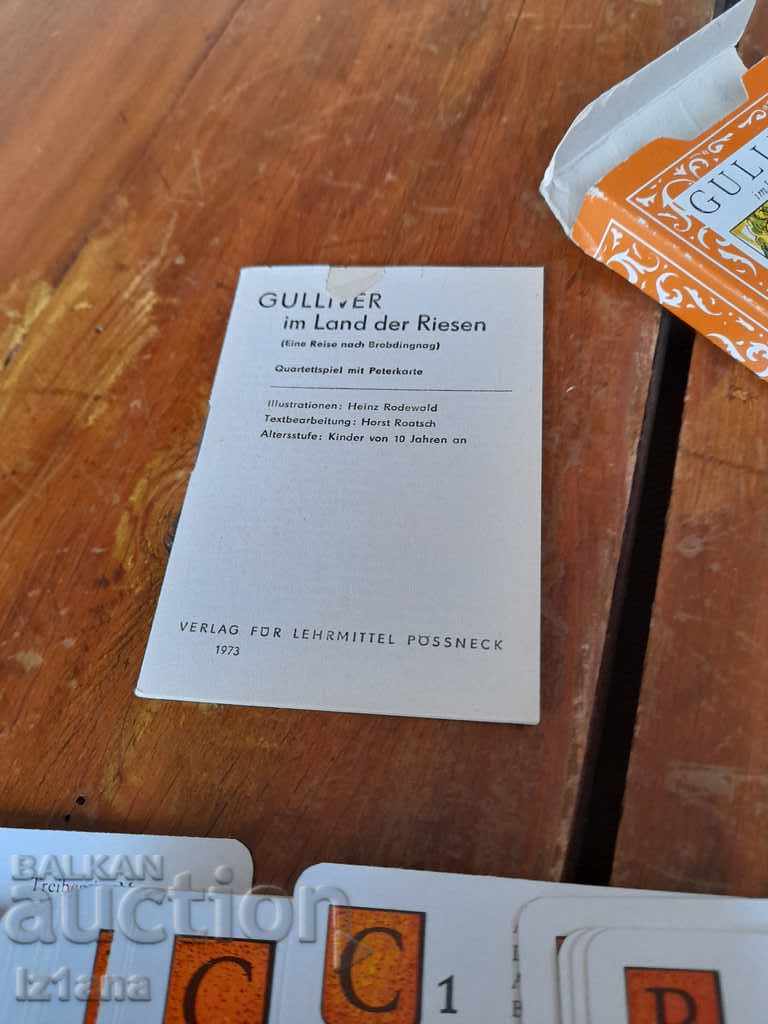 GULLIVER
im Land der Riesen
(Eine Reise nach Brobdingnag)
Quartettspiel mit Peterkarte
Illustrationen: Heinz Rodewald
Textbearbeitung: Horst Roatsch
Altersstufe: Kinder von 10 Jahren an
VERLAG FÜR LEHRMITTEL PÖSSNECK
1973
GULLI
C
C 1
BALKAN
auction
iz1ana